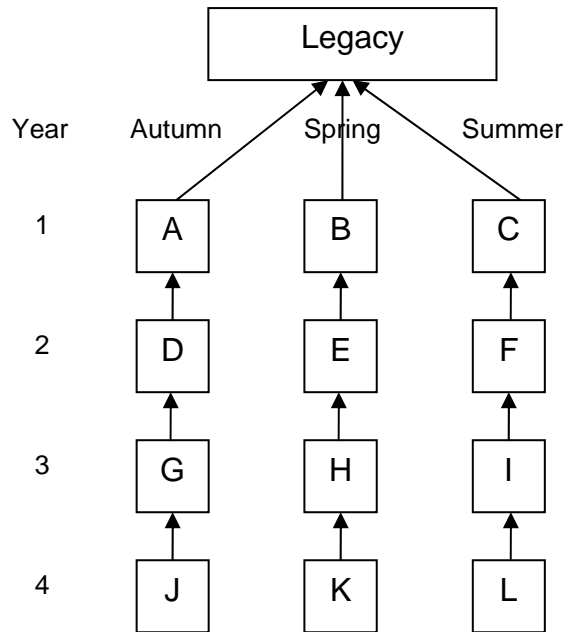 Legacy
Year Autumn Spring Summer
1 A B C
2 D E F
3 G H I
4 J K L